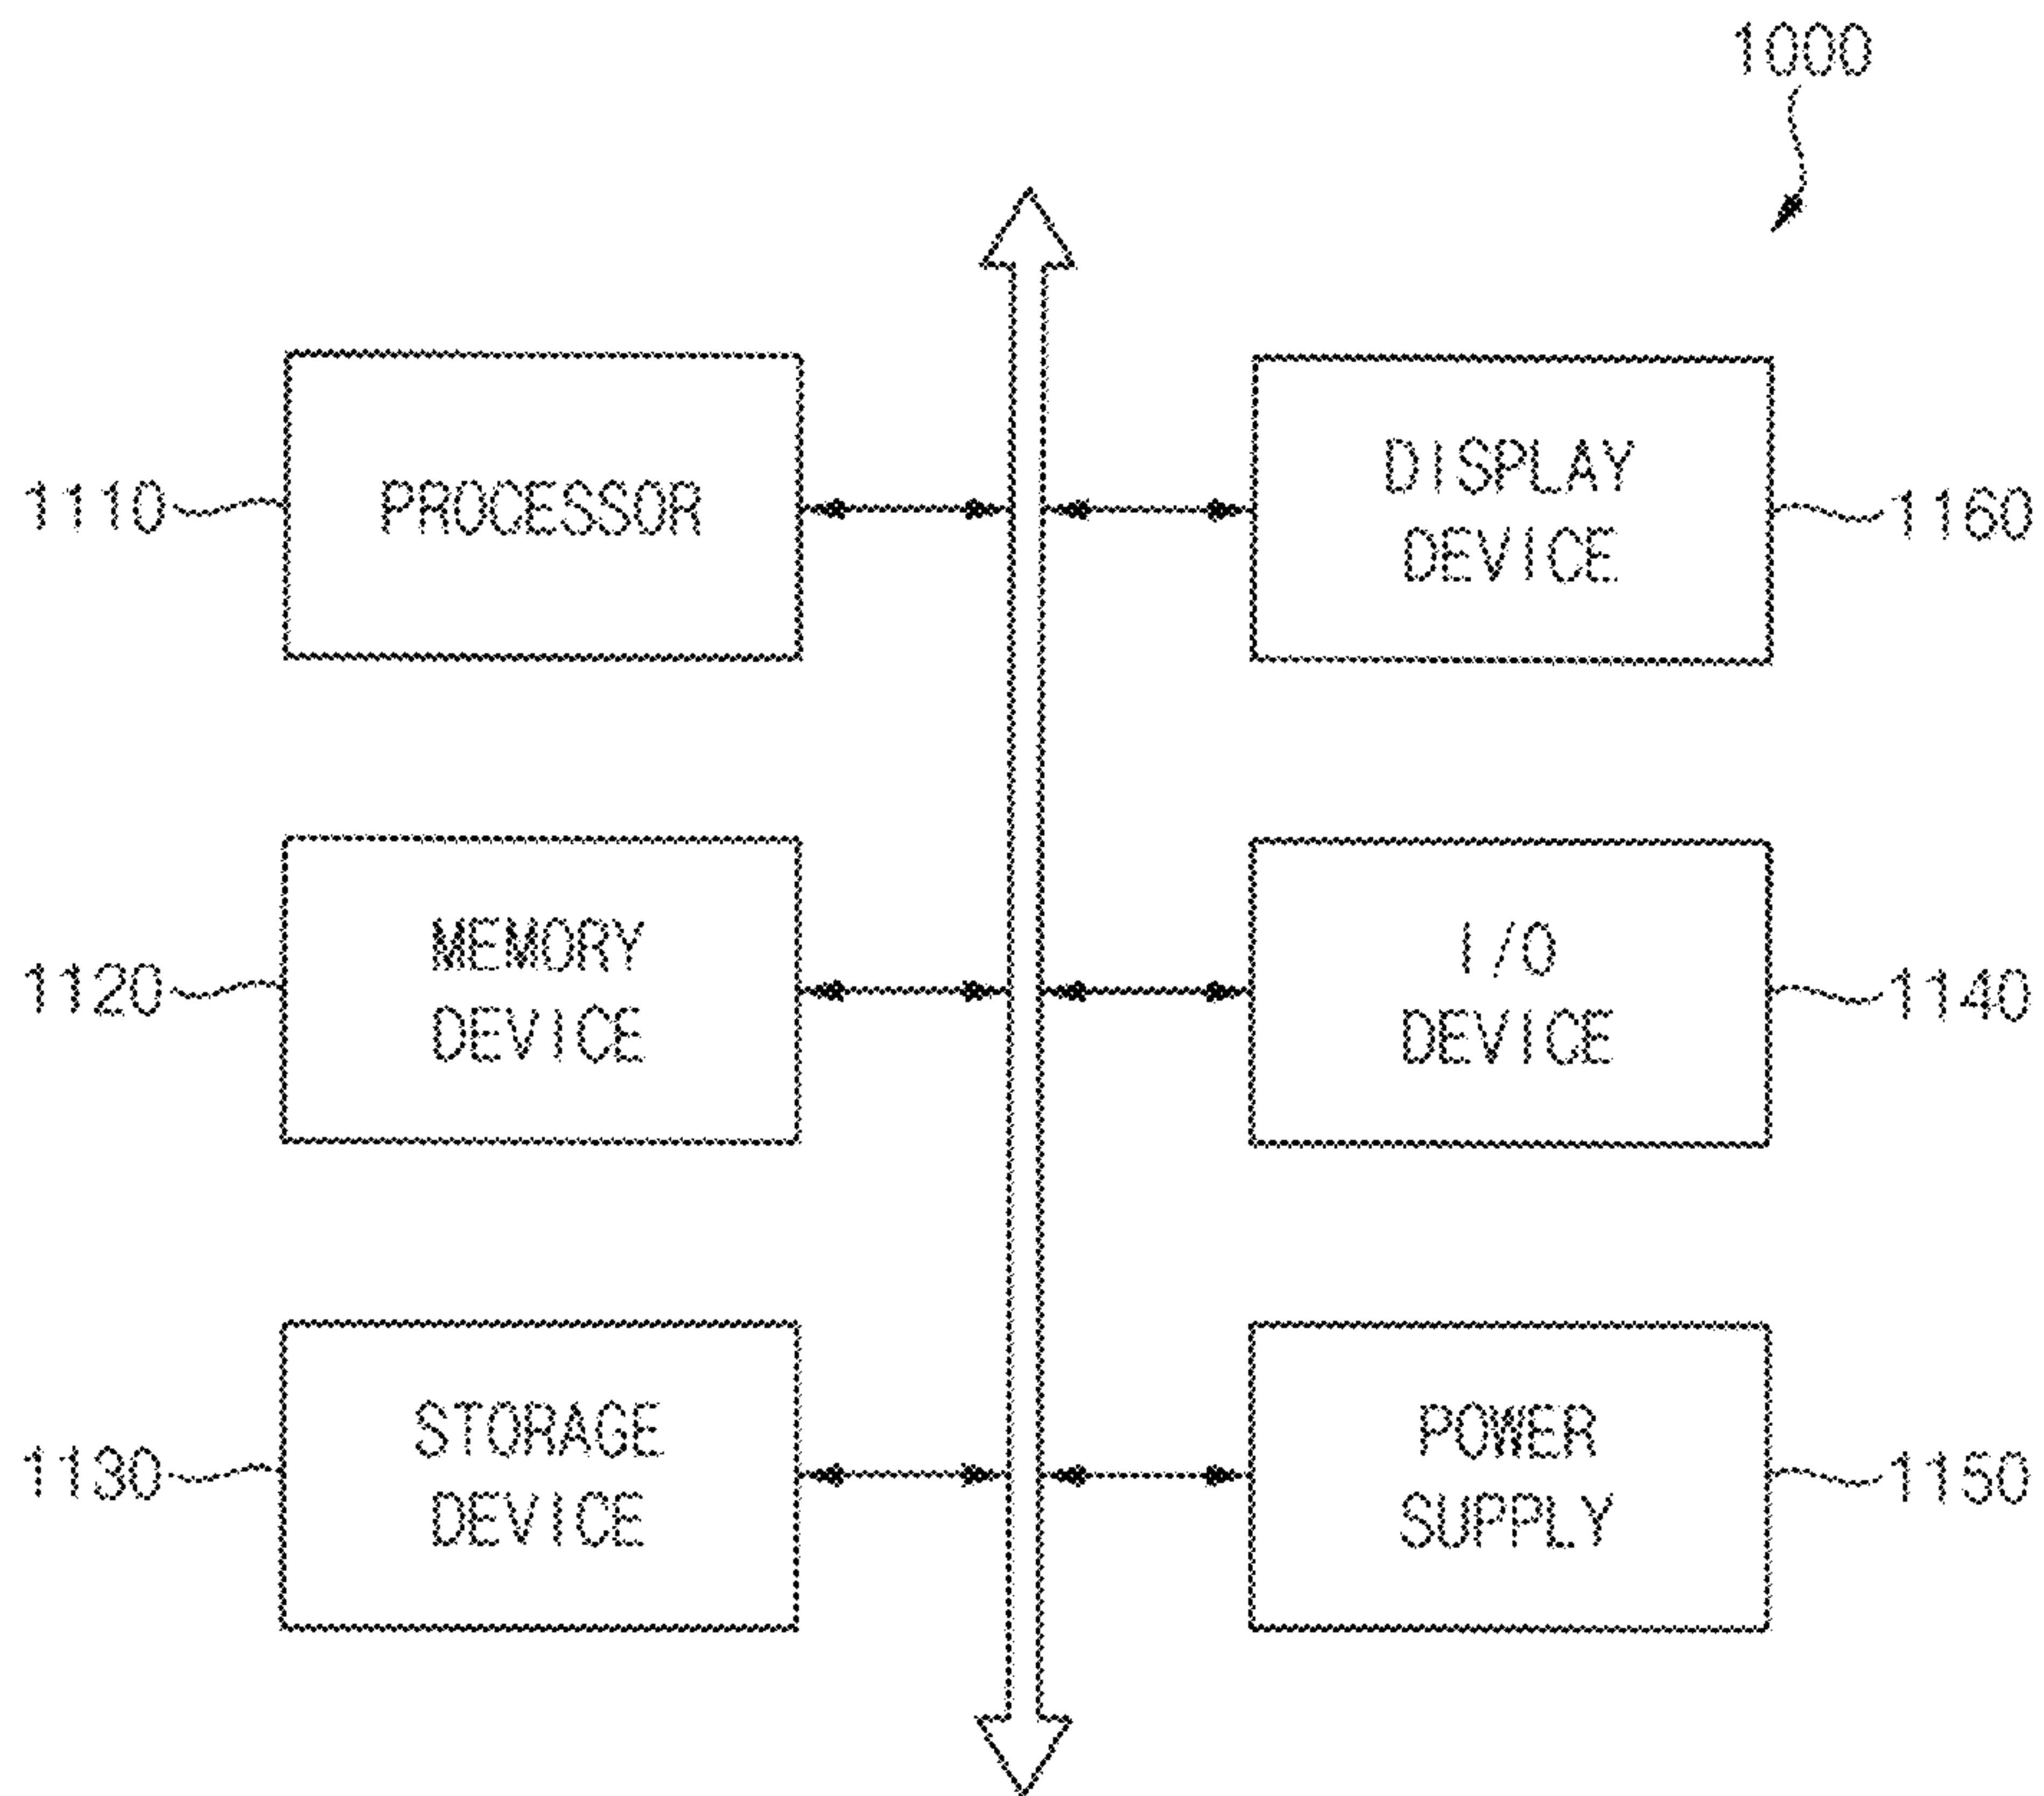 1000
1110
PROCESSOR
DISPLAY
DEVICE
1160
1120
MEMORY
DEVICE
I/O
DEVICE
1140
1130
STORAGE
DEVICE
POWER
SUPPLY
1150